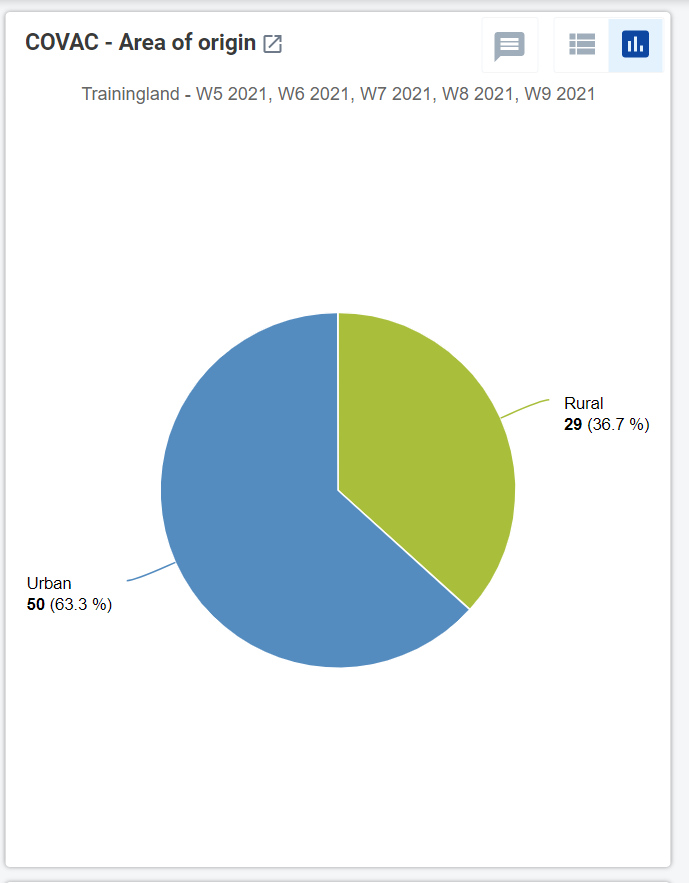 COVAC - Area of origin
Trainingland - W5 2021, W6 2021, W7 2021, W8 2021, W9 2021
Rural
29 (36.7 %)
Urban
50 (63.3 %)